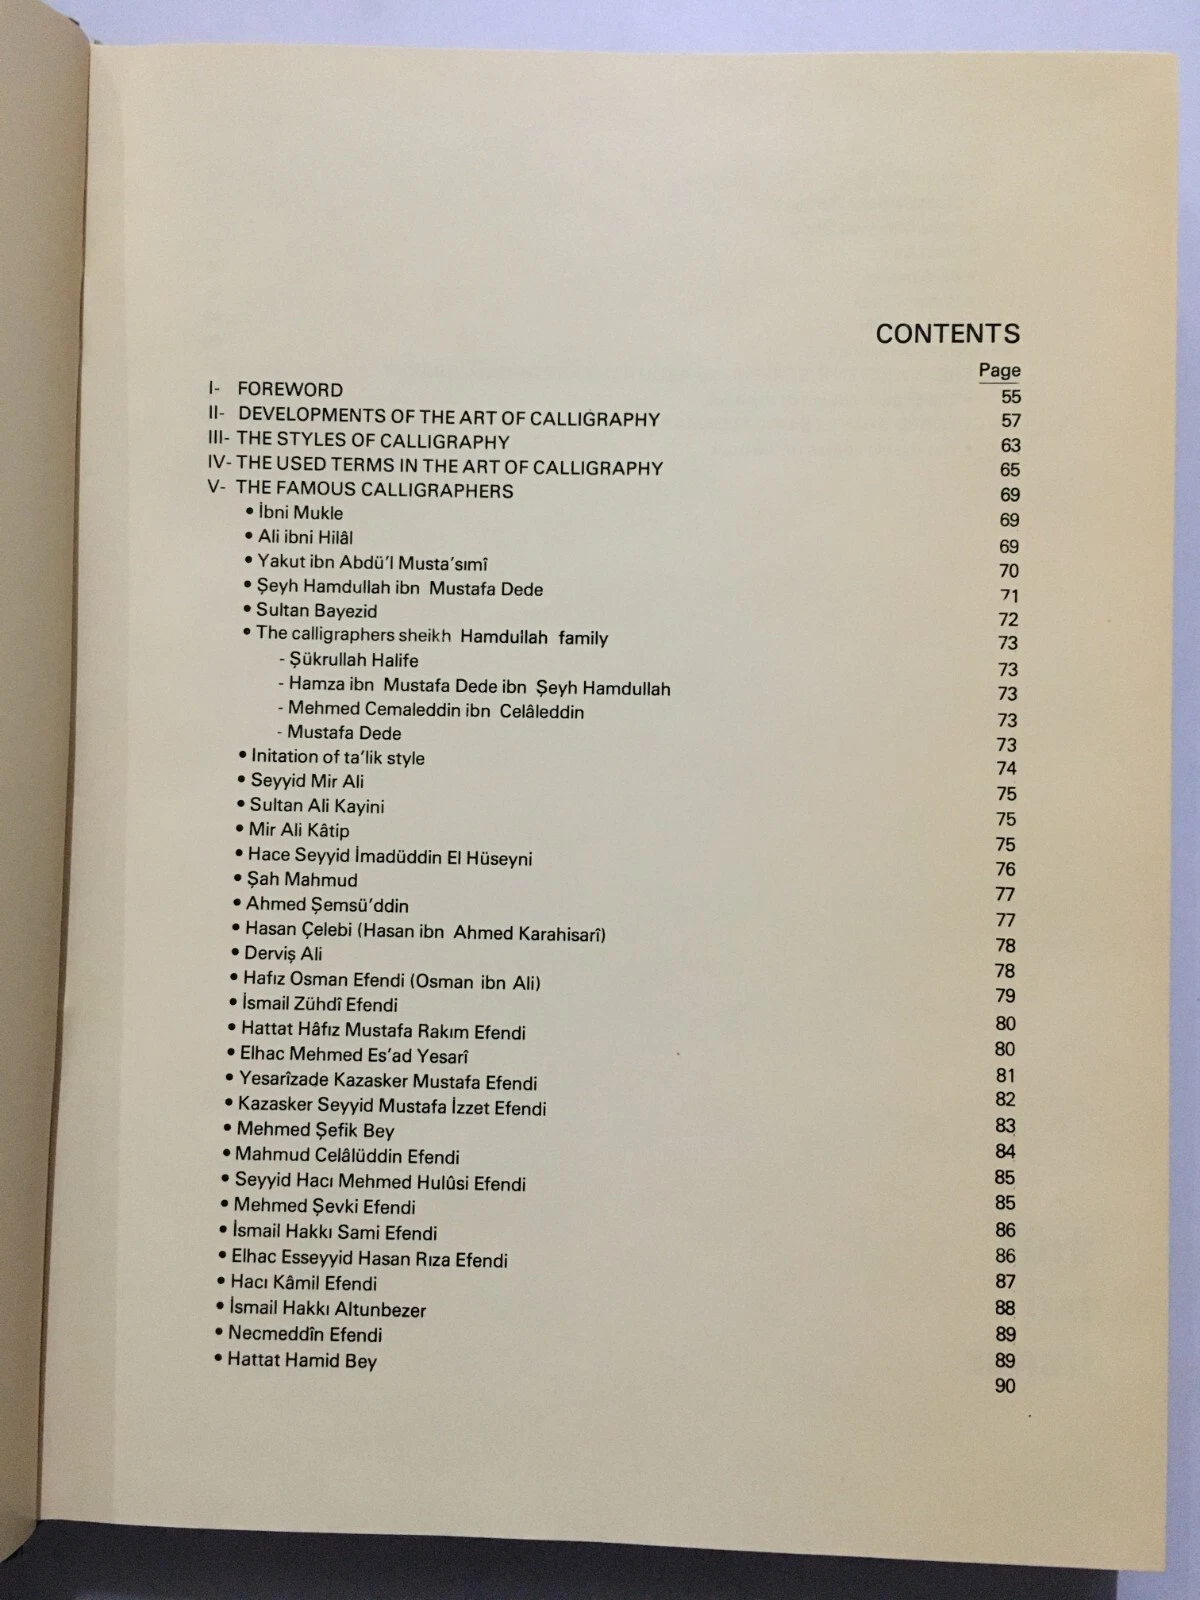 CONTENTS
Page
I- FOREWORD 55
II- DEVELOPMENTS OF THE ART OF CALLIGRAPHY 57
III- THE STYLES OF CALLIGRAPHY 63
IV- THE USED TERMS IN THE ART OF CALLIGRAPHY 65
V- THE FAMOUS CALLIGRAPHERS 69
• İbni Mukle 69
• Ali ibni Hilâl 69
• Yakut ibn Abdü'l Musta'sımî 70
• Şeyh Hamdullah ibn Mustafa Dede 71
• Sultan Bayezid 72
• The calligraphers sheikh Hamdullah family 73
- Şükrullah Halife 73
- Hamza ibn Mustafa Dede ibn Şeyh Hamdullah 73
- Mehmed Cemaleddin ibn Celâleddin 73
- Mustafa Dede 73
• Initation of ta'lik style 74
• Seyyid Mir Ali 75
• Sultan Ali Kayini 75
• Mir Ali Kâtip 75
• Hace Seyyid İmadüddin El Hüseyni 76
• Şah Mahmud 77
• Ahmed Şemsü'ddin 77
• Hasan Çelebi (Hasan ibn Ahmed Karahisarî) 78
• Derviş Ali 78
• Hafız Osman Efendi (Osman ibn Ali) 79
• İsmail Zühdî Efendi 80
• Hattat Hâfız Mustafa Rakım Efendi 80
• Elhac Mehmed Es'ad Yesarî 81
• Yesarîzade Kazasker Mustafa Efendi 82
• Kazasker Seyyid Mustafa İzzet Efendi 83
• Mehmed Şefik Bey 84
• Mahmud Celâlüddin Efendi 85
• Seyyid Hacı Mehmed Hulûsi Efendi 85
• Mehmed Şevki Efendi 86
• İsmail Hakkı Sami Efendi 86
• Elhac Esseyyid Hasan Rıza Efendi 87
• Hacı Kâmil Efendi 88
• İsmail Hakkı Altunbezer 89
• Necmeddîn Efendi 89
• Hattat Hamid Bey 90